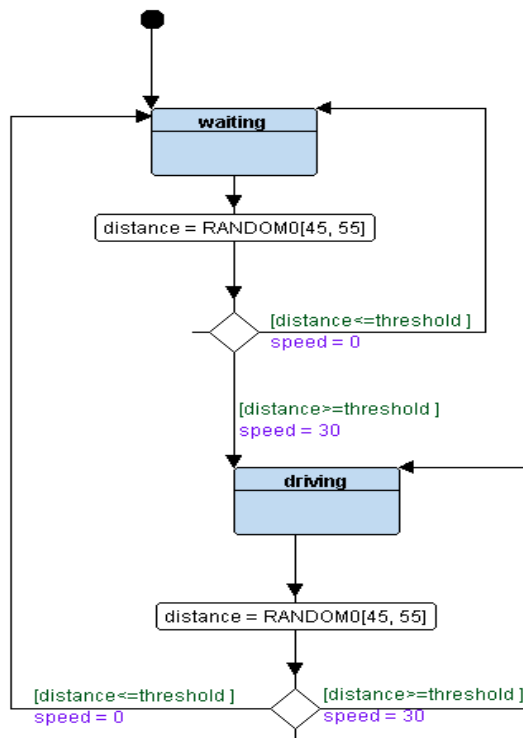 waiting
distance = RANDOM0[45, 55]
[distance<=threshold ]
speed = 0
[distance>=threshold ]
speed = 30
driving
distance = RANDOM0[45, 55]
[distance<=threshold ]
speed = 0
[distance>=threshold ]
speed = 30